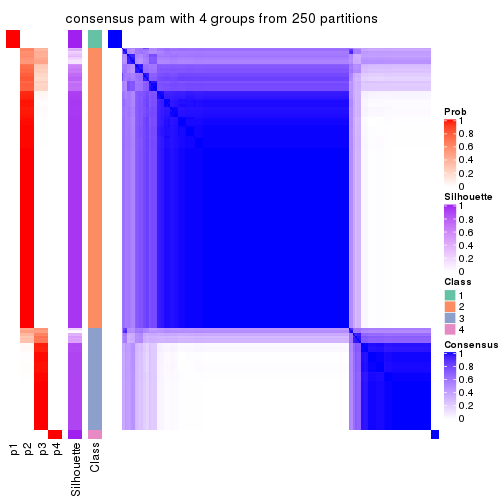 consensus pam with 4 groups from 250 partitions
Prob
1
0.8
0.6
0.4
0.2
0
Silhouette
1
0.8
0.6
0.4
0.2
0
Class
1
2
3
4
Consensus
1
0.8
0.6
0.4
0.2
0
p1
p2
p3
p4
Silhouette
Class